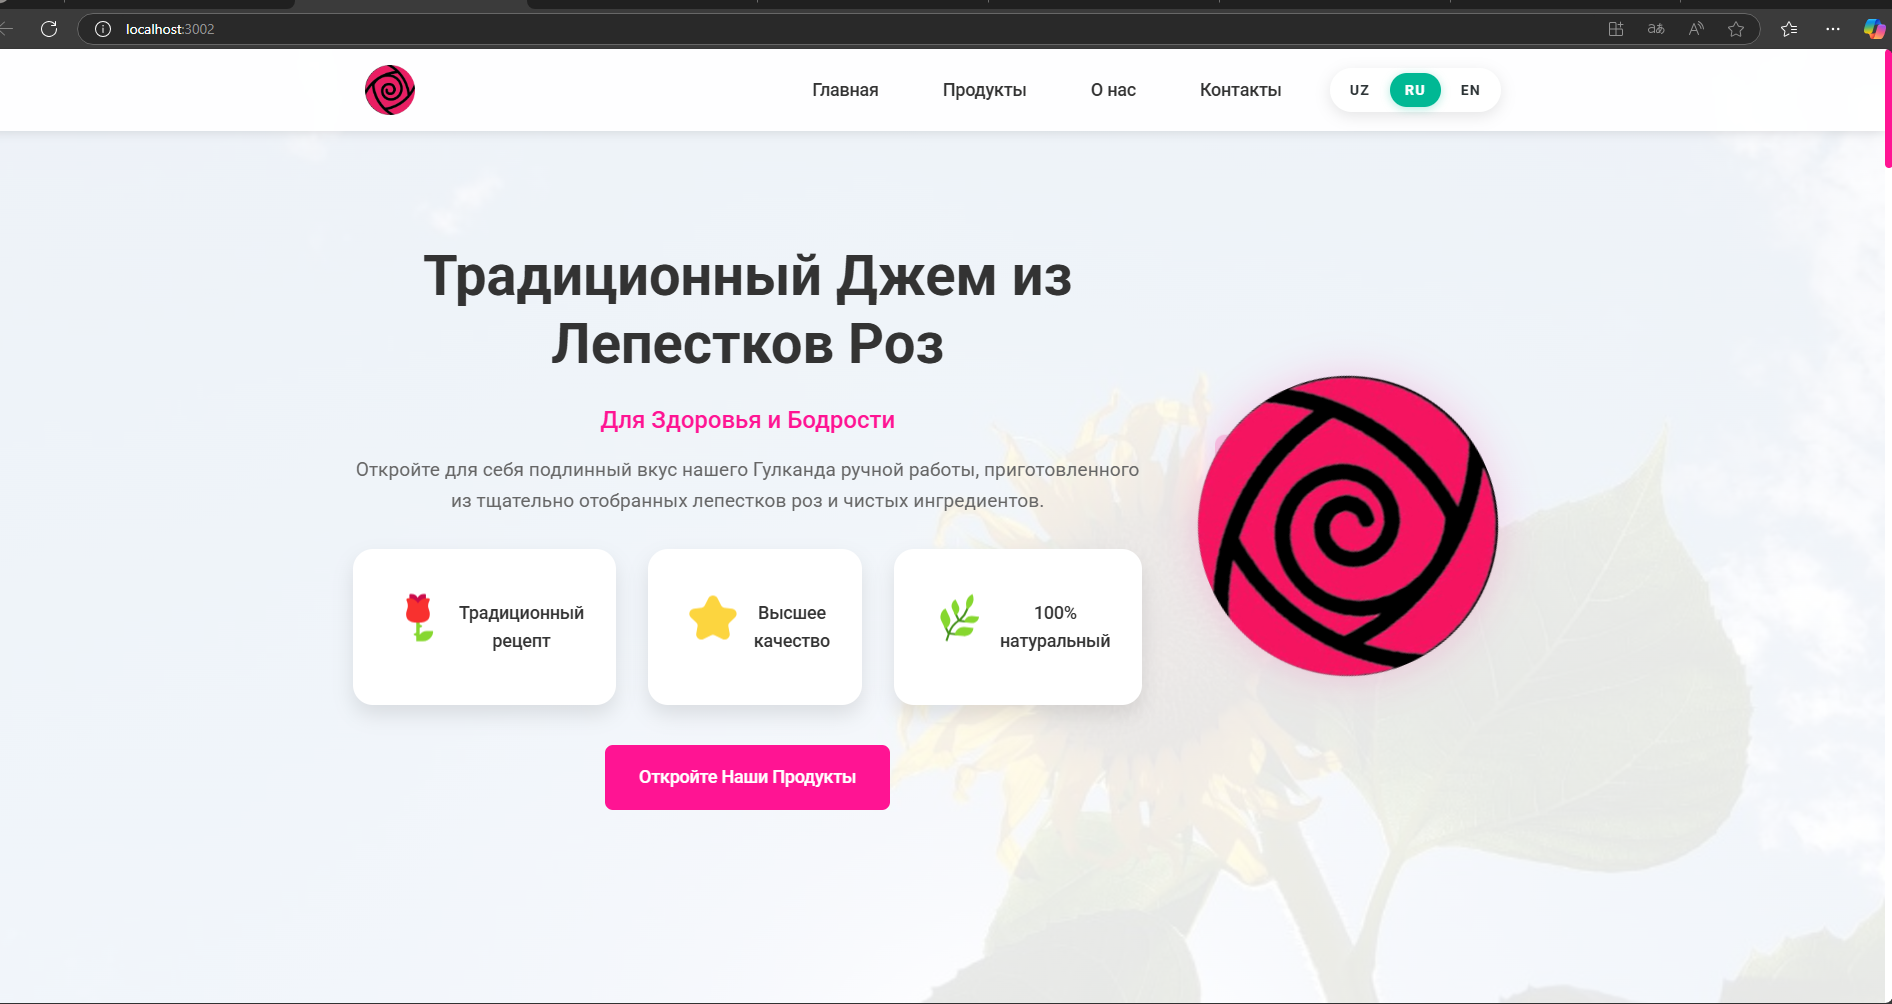 localhost:3002
Главная
Продукты
О нас
Контакты
UZ
RU
EN
Традиционный Джем из
Лепестков Роз
Для Здоровья и Бодрости
Откройте для себя подлинный вкус нашего Гулканда ручной работы, приготовленного
из тщательно отобранных лепестков роз и чистых ингредиентов.
Традиционный
рецепт
Высшее
качество
100%
натуральный
Откройте Наши Продукты